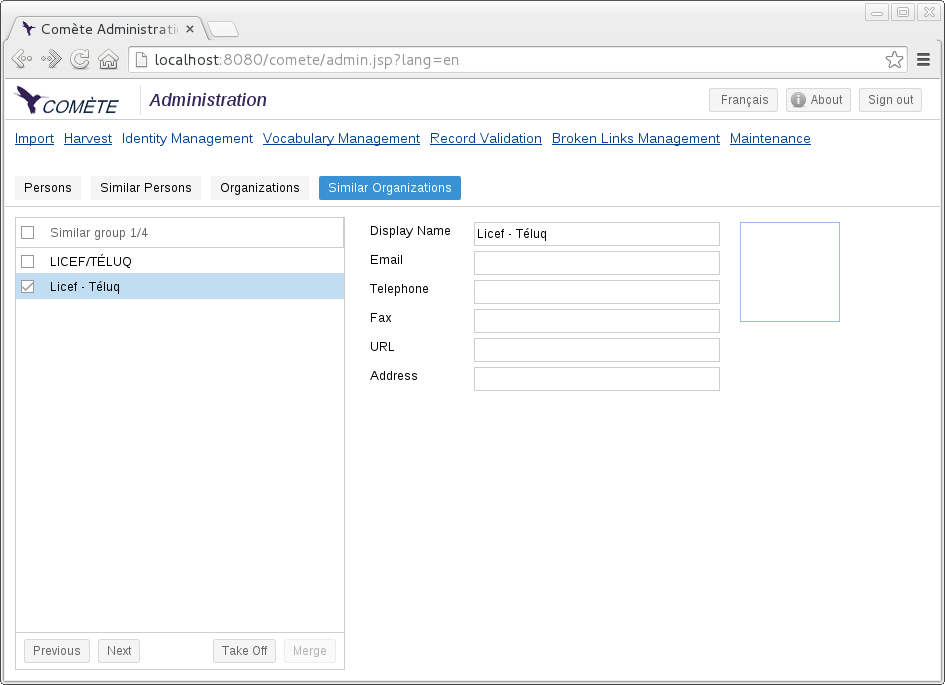 Comète Administrati
localhost:8080/comete/admin.jsp?lang=en
COMÈTE Administration Français About Sign out
Import Harvest Identity Management Vocabulary Management Record Validation Broken Links Management Maintenance
Persons Similar Persons Organizations Similar Organizations
Similar group 1/4
LICEF/TÉLUQ
Licef - Téluq
Display Name Licef - Téluq
Email
Telephone
Fax
URL
Address
Previous Next Take Off Merge